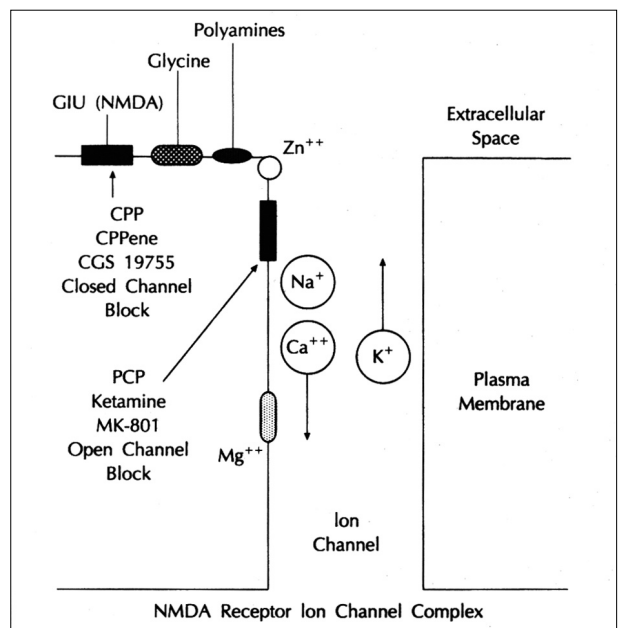 Polyamines
Glycine
GIU (NMDA)
Zn++
Extracellular
Space
CPP
CPPene
CGS 19755
Closed Channel
Block
Na+
Ca++
K+
PCP
Ketamine
MK-801
Open Channel
Block
Mg++
Plasma
Membrane
Ion
Channel
NMDA Receptor Ion Channel Complex